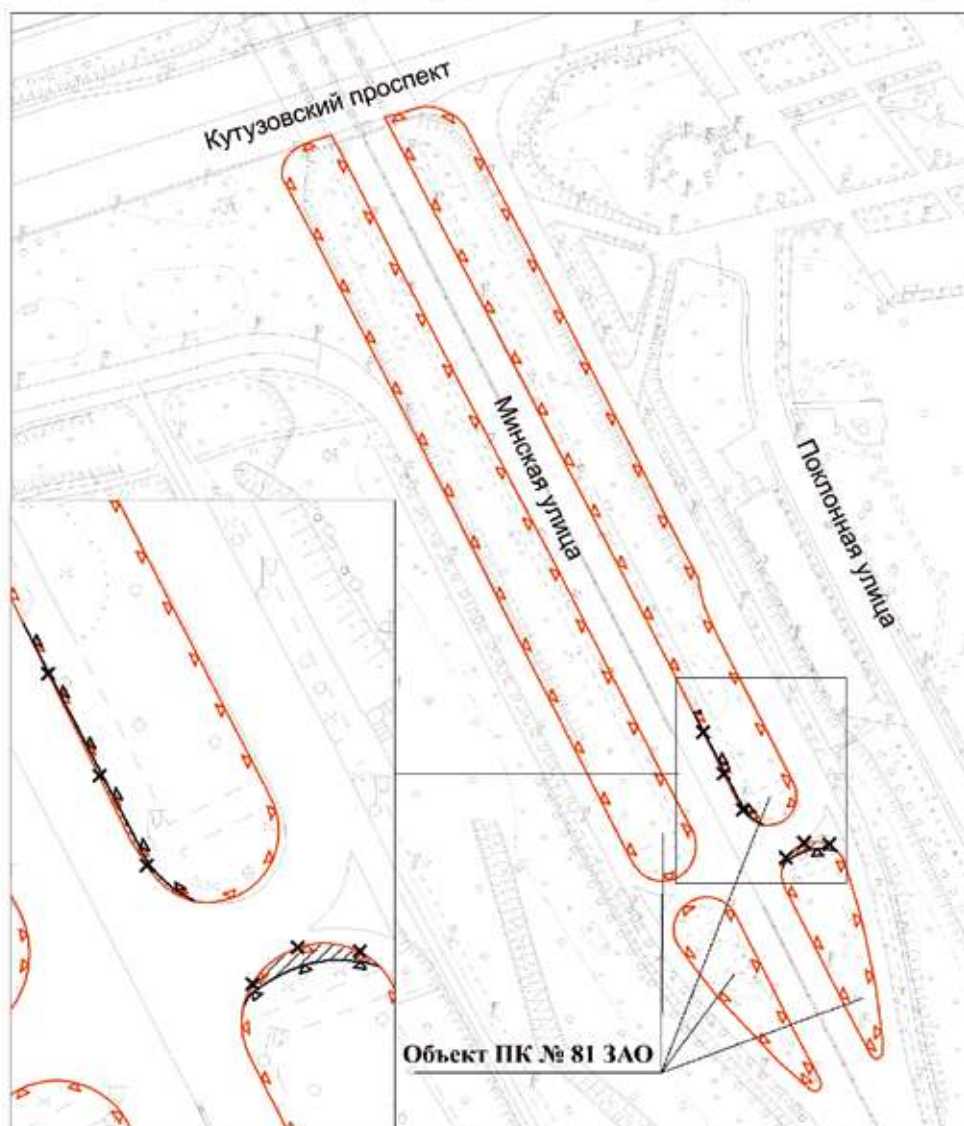 Кутузовский проспект
Минская улица
Поклонная улица
Объект ПК № 81 ЗАО